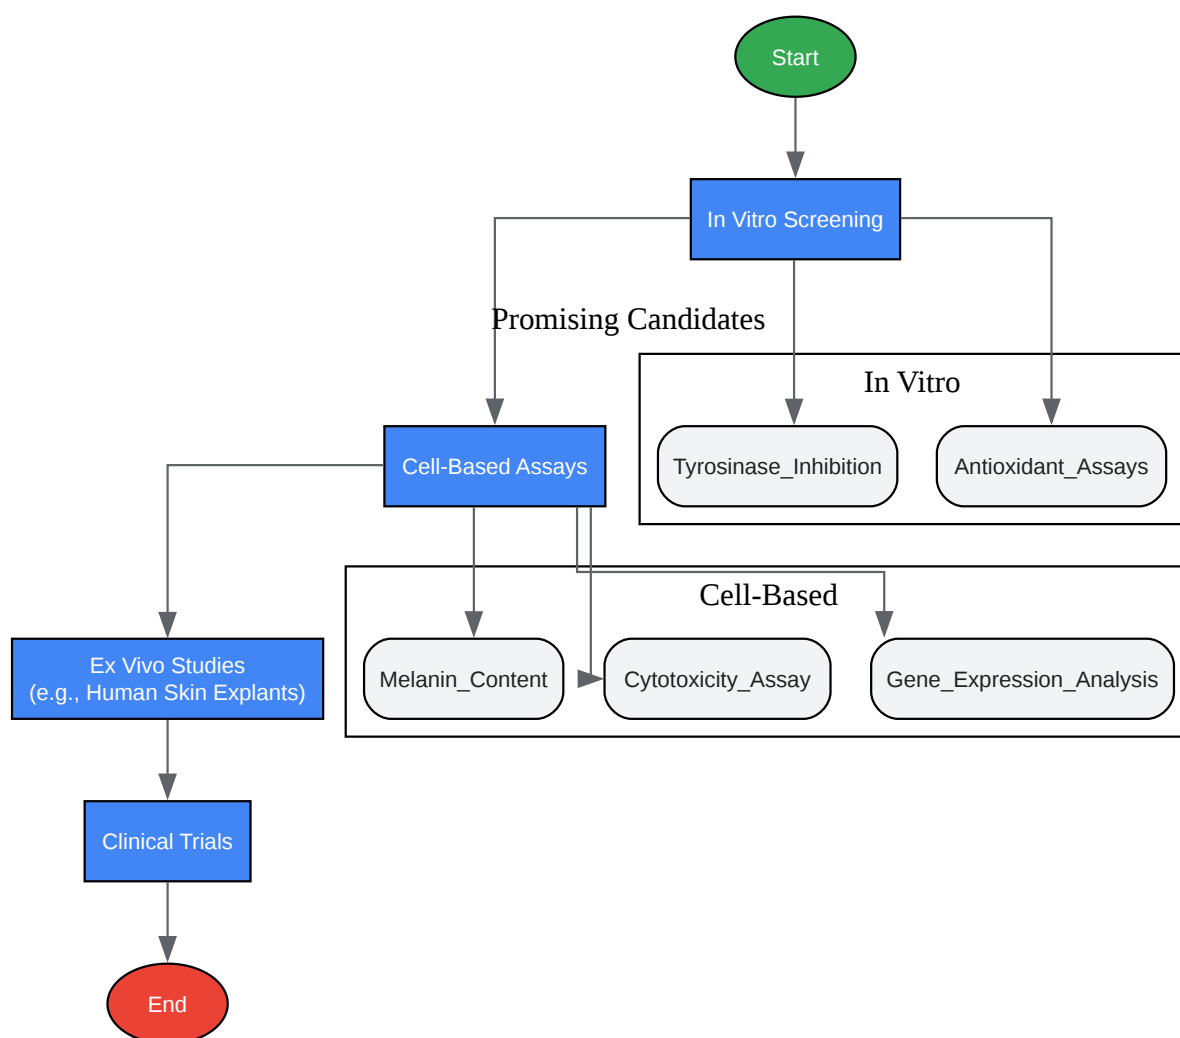 Start
In Vitro Screening
Promising Candidates
In Vitro
Tyrosinase_Inhibition
Antioxidant_Assays
Cell-Based Assays
Cell-Based
Melanin_Content
Cytotoxicity_Assay
Gene_Expression_Analysis
Ex Vivo Studies
(e.g., Human Skin Explants)
Clinical Trials
End